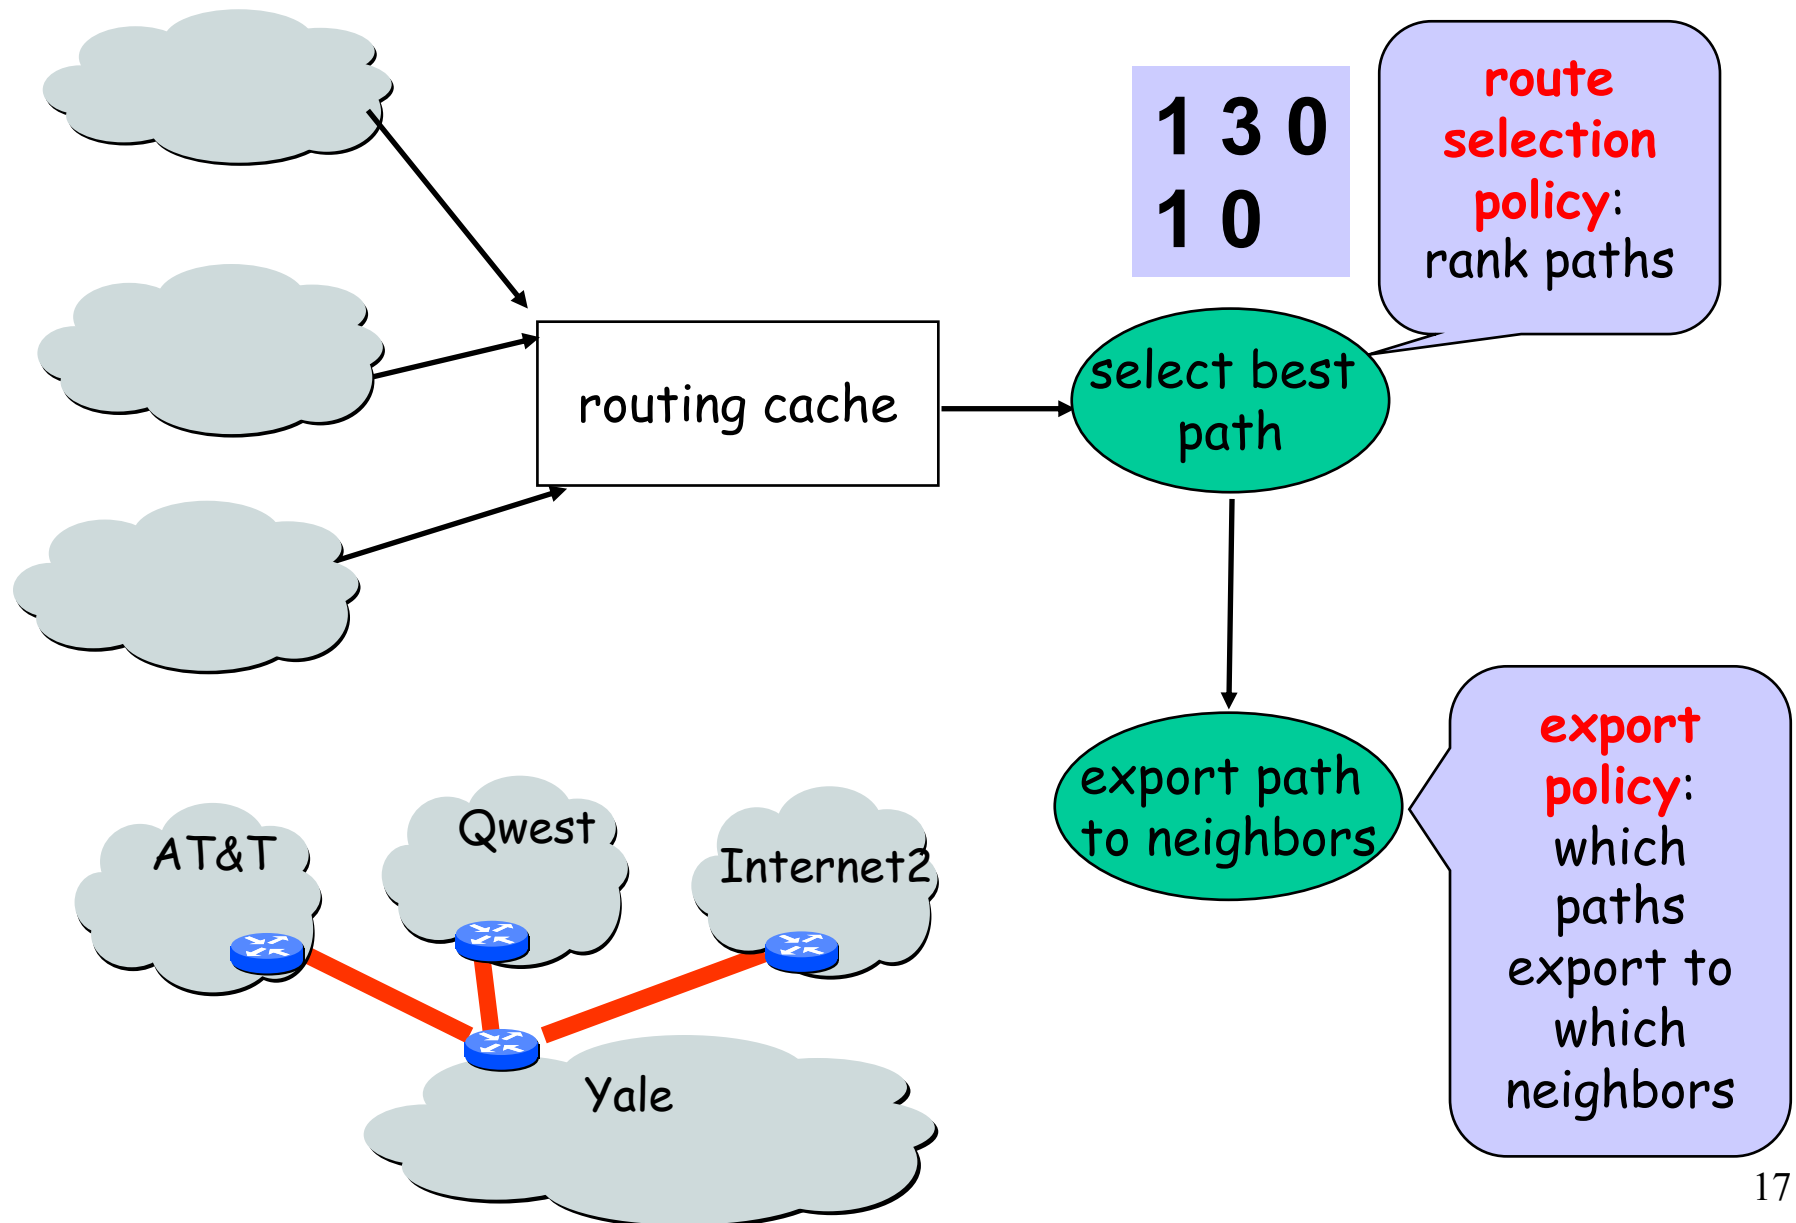 1 3 0
1 0
route
selection
policy:
rank paths
routing cache
select best
path
export path
to neighbors
export
policy:
which
paths
export to
which
neighbors
AT&T
Qwest
Internet2
Yale
17